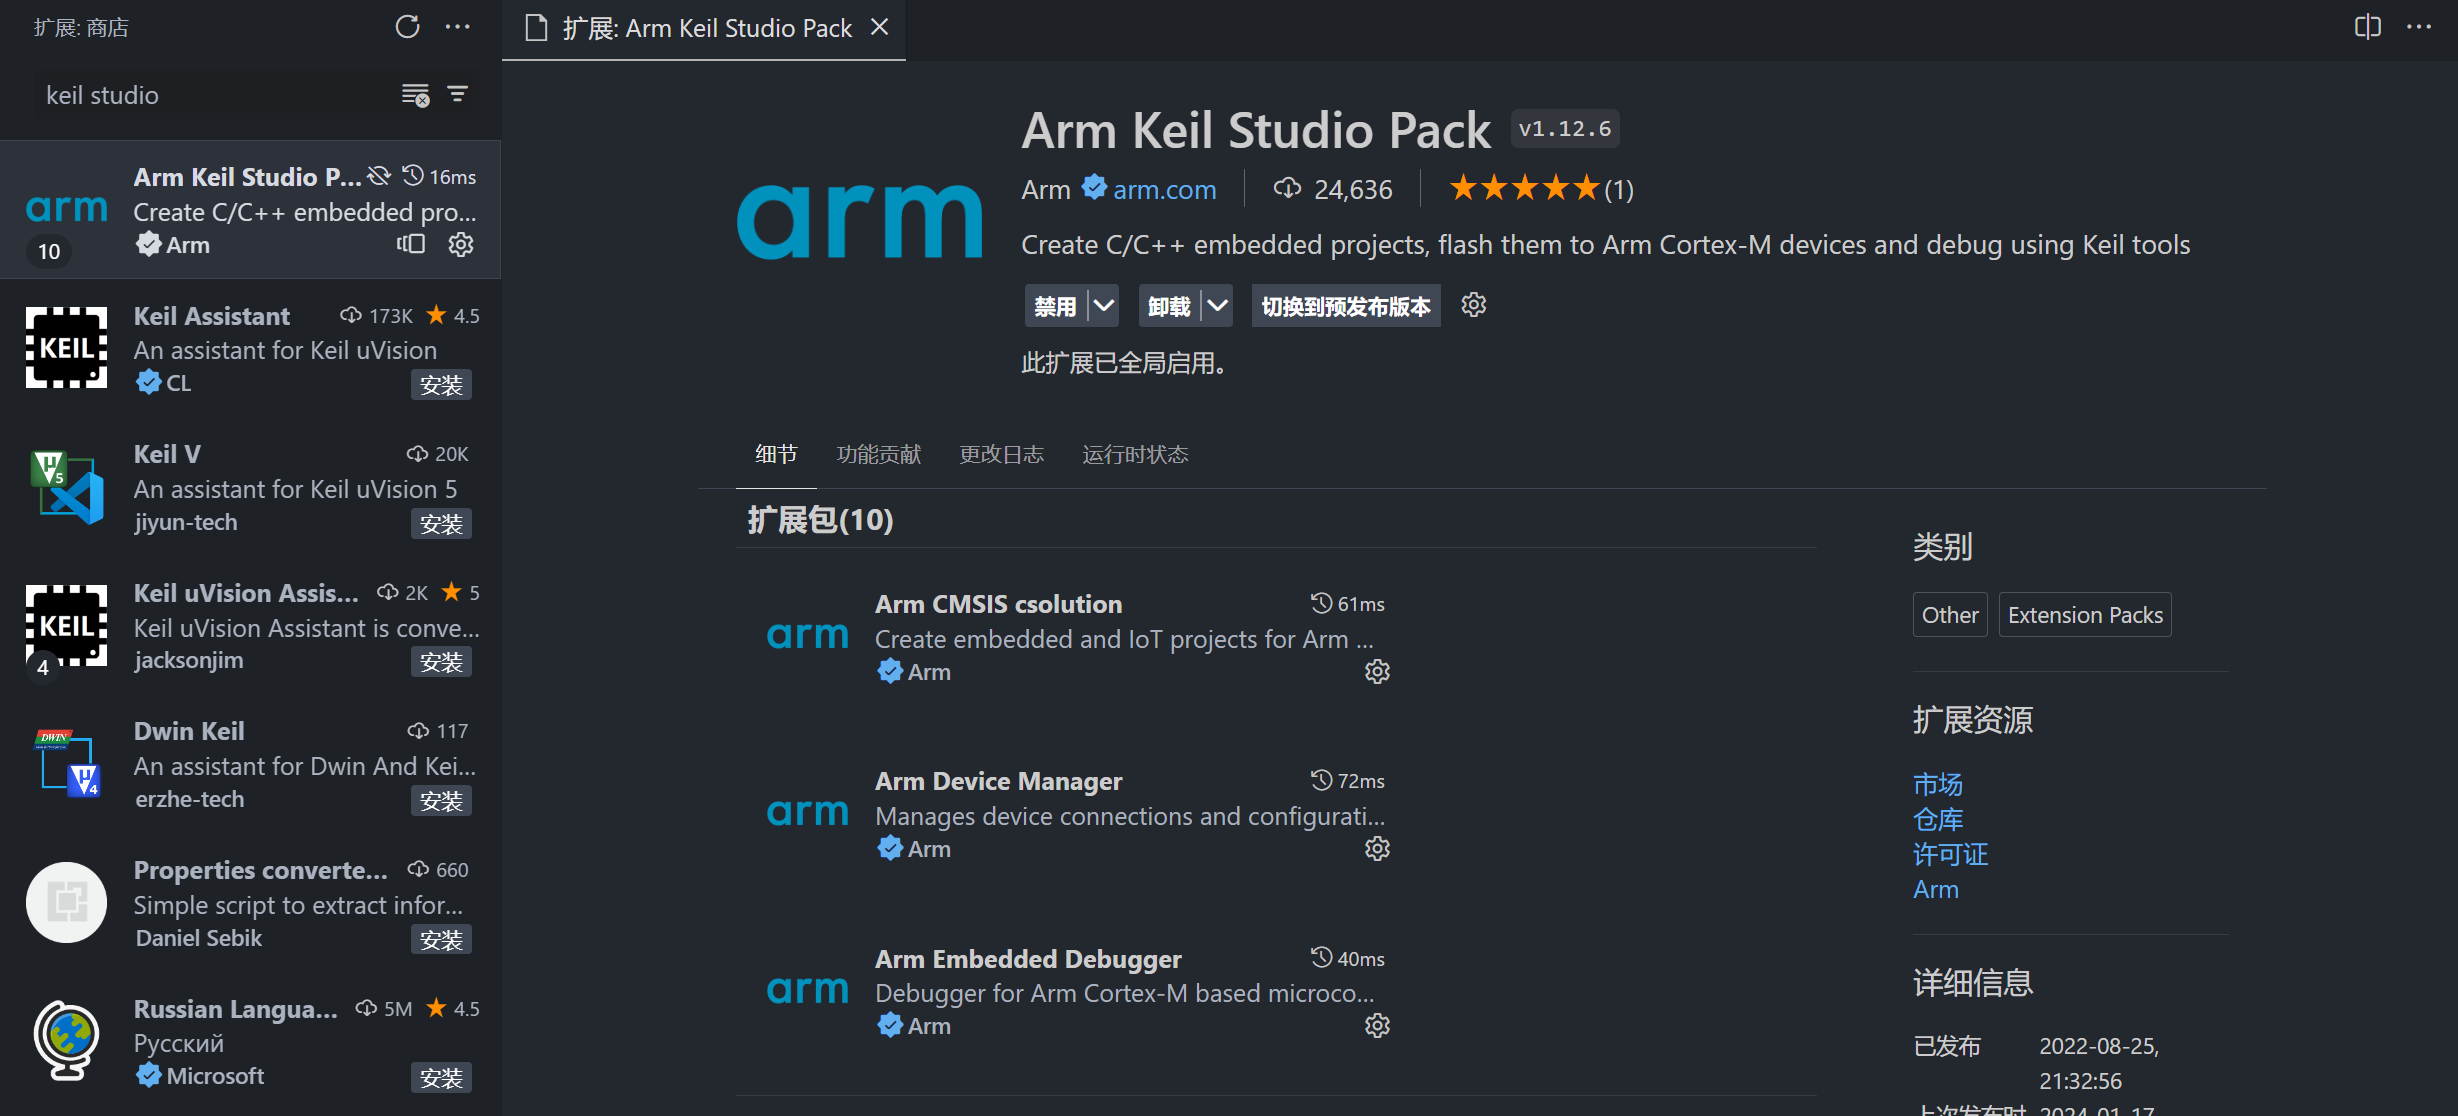 扩展: 商店
keil studio
arm
10
Arm Keil Studio P... 16ms
Create C/C++ embedded pro...
Arm
KEIL
Keil Assistant 173K 4.5
An assistant for Keil uVision
CL 安装
μV5
Keil V 20K
An assistant for Keil uVision 5
jiyun-tech 安装
KEIL
4
Keil uVision Assis... 2K 5
Keil uVision Assistant is conve...
jacksonjim 安装
DWIN
μV4
Dwin Keil 117
An assistant for Dwin And Kei...
erzhe-tech 安装
Properties converte... 660
Simple script to extract infor...
Daniel Sebik 安装
Russian Langua... 5M 4.5
Русский
Microsoft 安装
扩展: Arm Keil Studio Pack
arm
Arm Keil Studio Pack v1.12.6
Arm arm.com 24,636 ★★★★★(1)
Create C/C++ embedded projects, flash them to Arm Cortex-M devices and debug using Keil tools
禁用 卸载 切换到预发布版本
此扩展已全局启用。
细节 功能贡献 更改日志 运行时状态
扩展包(10)
arm
Arm CMSIS csolution 61ms
Create embedded and IoT projects for Arm ...
Arm
arm
Arm Device Manager 72ms
Manages device connections and configurati...
Arm
arm
Arm Embedded Debugger 40ms
Debugger for Arm Cortex-M based microco...
Arm
类别
Other Extension Packs
扩展资源
市场
仓库
许可证
Arm
详细信息
已发布 2022-08-25,
21:32:56
上次发布时 2024-01-17